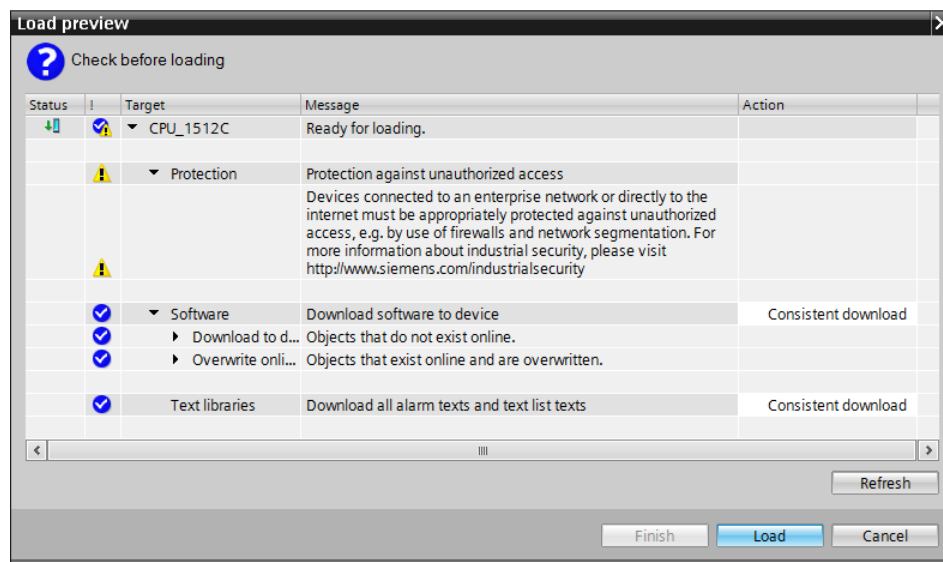 Load preview
Check before loading
Status ! Target Message Action
CPU_1512C Ready for loading.
Protection Protection against unauthorized access
Devices connected to an enterprise network or directly to the
internet must be appropriately protected against unauthorized
access, e.g. by use of firewalls and network segmentation. For
more information about industrial security, please visit
http://www.siemens.com/industrialsecurity
Software Download software to device Consistent download
Download to d... Objects that do not exist online.
Overwrite onli... Objects that exist online and are overwritten.
Text libraries Download all alarm texts and text list texts Consistent download
Refresh
Finish Load Cancel